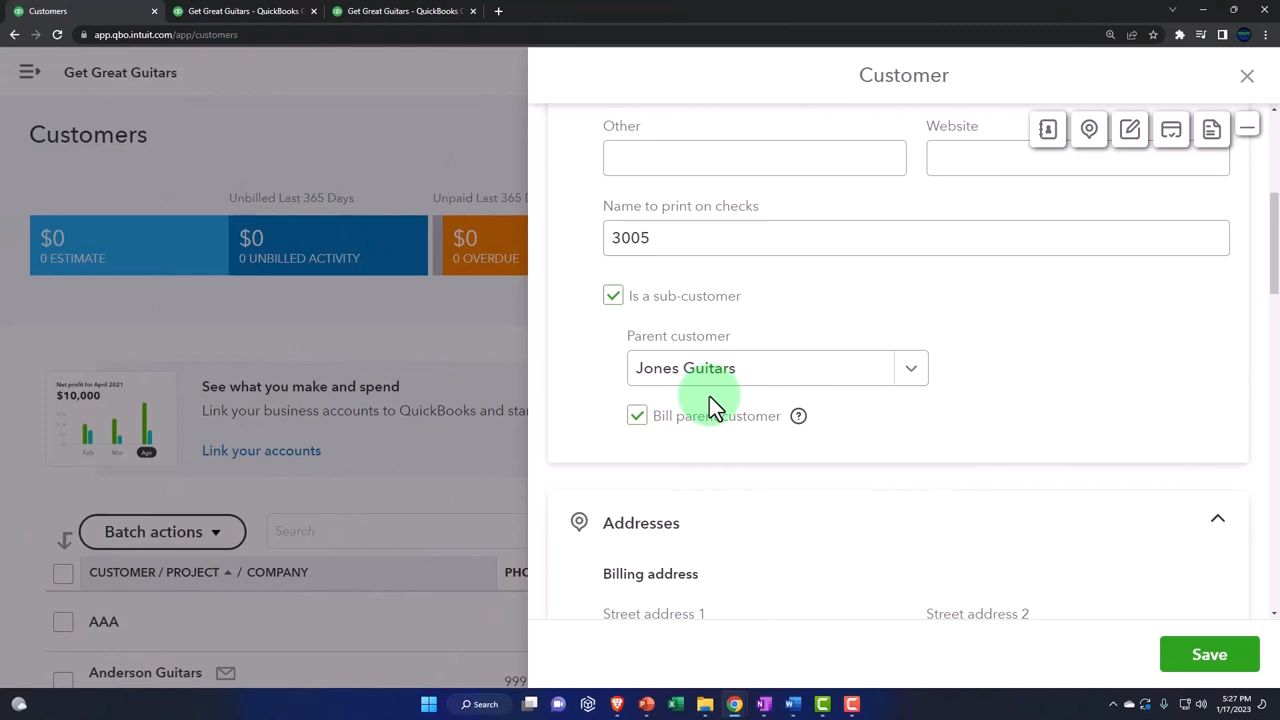 Customers
Get Great Guitars - QuickBooks C
Get Great Guitars - QuickBooks C
app.qbo.intuit.com/app/customers
Get Great Guitars
Customer
Customers
Other
Website
Unbilled Last 365 Days
Unpaid Last 365 D
Name to print on checks
$0
0 ESTIMATE
$0
0 UNBILLED ACTIVITY
$0
0 OVERDUE
3005
Is a sub-customer
Parent customer
Jones Guitars
Net profit for April 2021
$10,000
Feb
Mar
Apr
See what you make and spend
Link your business accounts to QuickBooks and star
Link your accounts
Bill parent customer
Addresses
Batch actions
Search
CUSTOMER / PROJECT / COMPANY
PHO
Billing address
Street address 1
Street address 2
AAA
Anderson Guitars
999
Save
Search
5:27 PM
1/17/2023